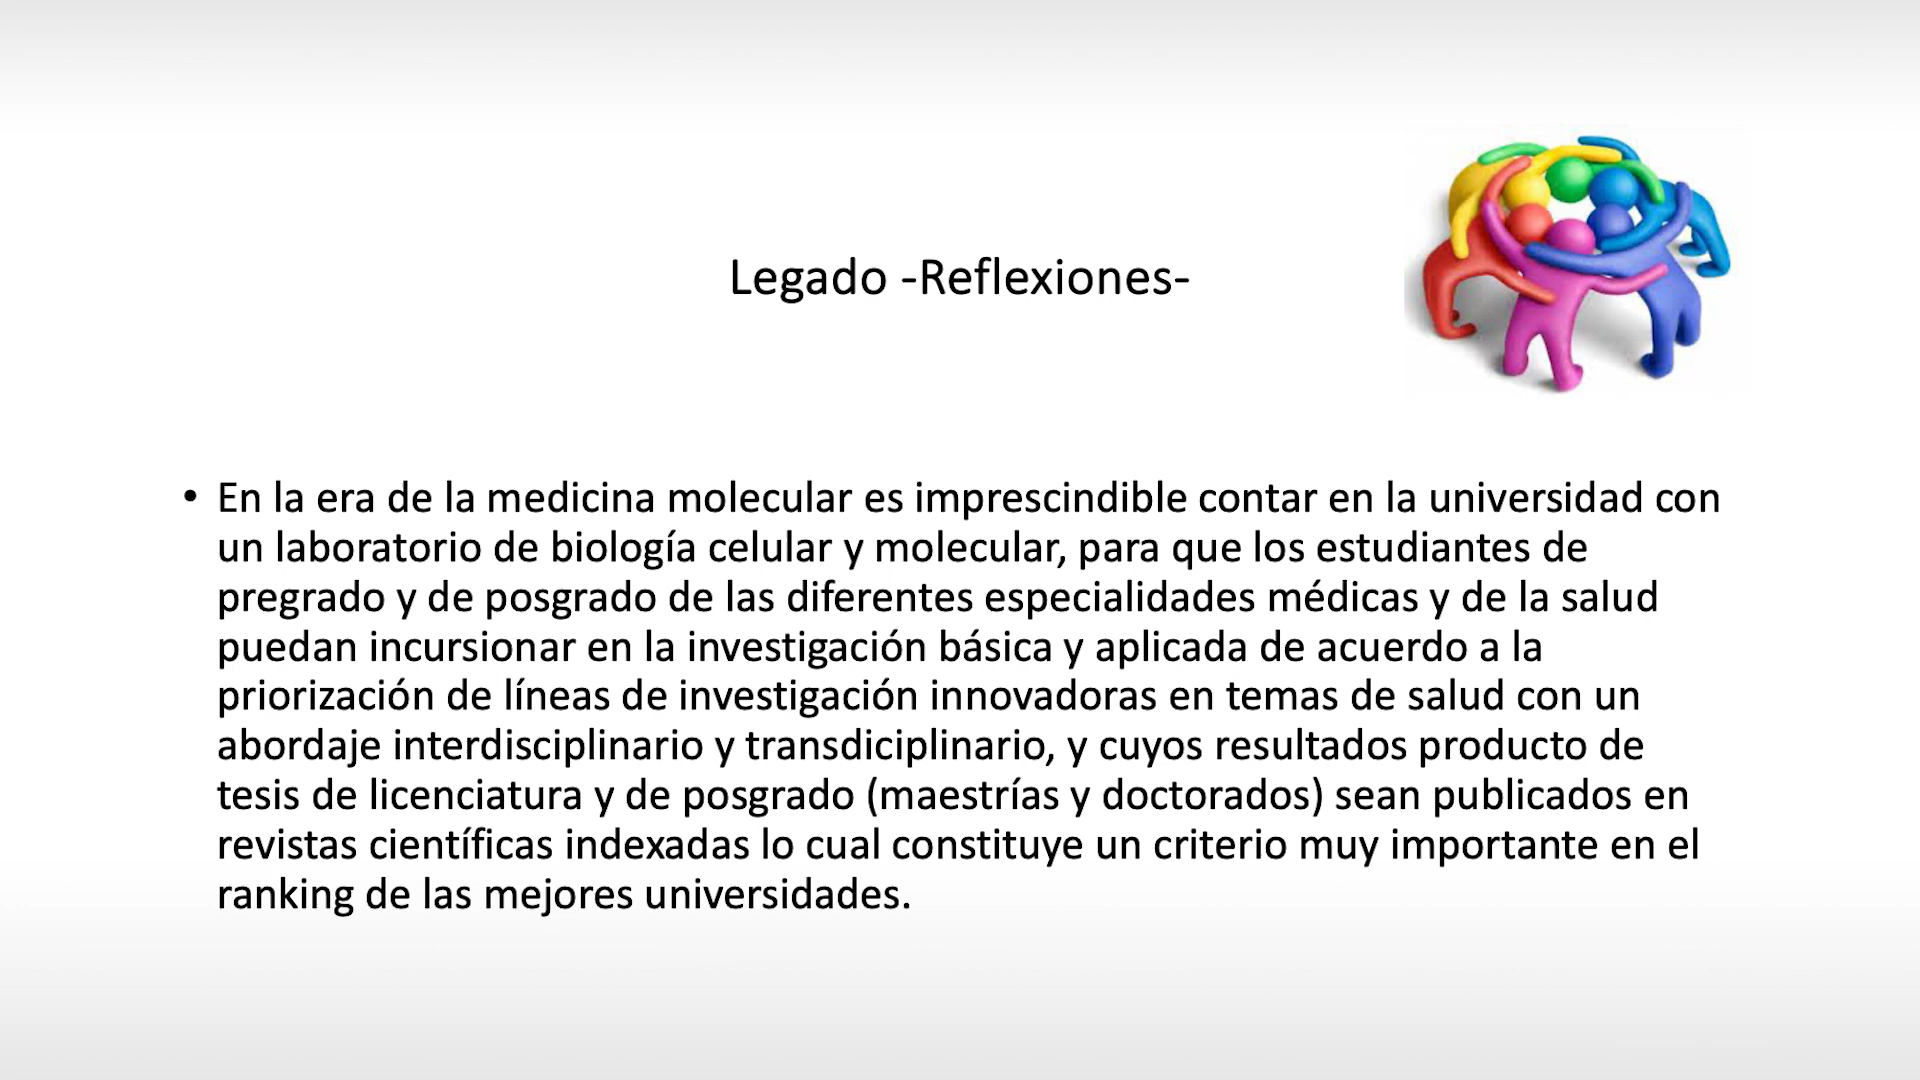 Legado -Reflexiones-
• En la era de la medicina molecular es imprescindible contar en la universidad con
un laboratorio de biología celular y molecular, para que los estudiantes de
pregrado y de posgrado de las diferentes especialidades médicas y de la salud
puedan incursionar en la investigación básica y aplicada de acuerdo a la
priorización de líneas de investigación innovadoras en temas de salud con un
abordaje interdisciplinario y transdiciplinario, y cuyos resultados producto de
tesis de licenciatura y de posgrado (maestrías y doctorados) sean publicados en
revistas científicas indexadas lo cual constituye un criterio muy importante en el
ranking de las mejores universidades.